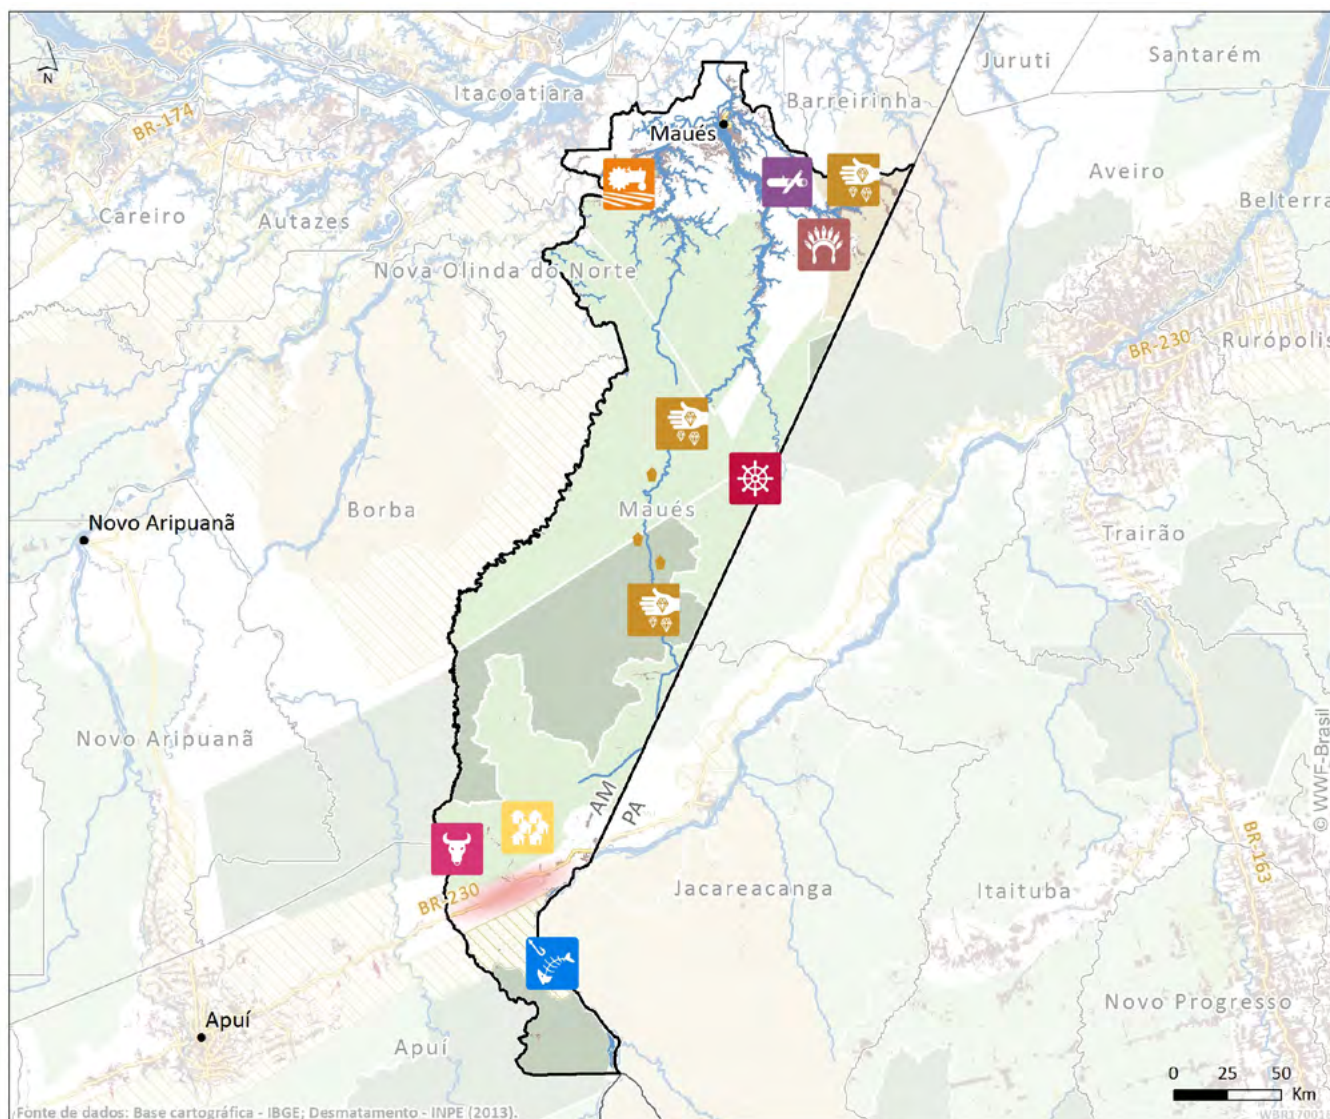 Santarém
Juruti
Itacoatiara
Barreirinha
BR-174
Maués
Aveiro
Careiro
Autazes
Belterra
Nova Olinda do Norte
BR-230
Rurópolis
Borba
Maués
Novo Aripuanã
Trairão
Novo Aripuanã
AM
PA
BR-230
Jacareacanga
Itaituba
BR-163
© WWF-Brasil
Novo Progresso
Apuí
Apuí
N
0 25 50
Km
Fonte de dados: Base cartográfica - IBGE; Desmatamento - INPE (2013).